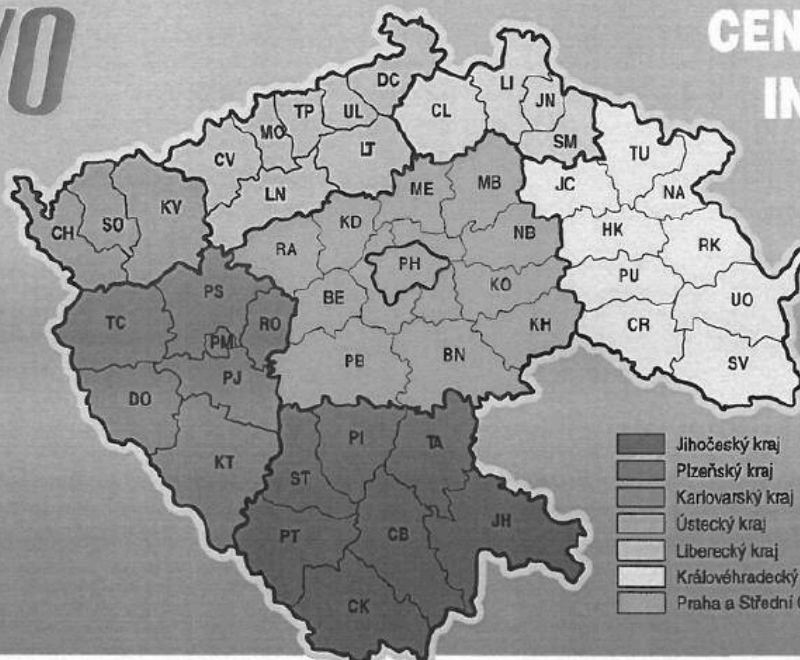 VO
CEN
IN
DC
LI
JN
TP
UL
CL
MO
SM
CV
LT
TU
LN
ME
MB
JC
NA
KV
SO
CH
KD
NB
HK
RK
RA
PH
PS
BE
KO
PU
UO
TC
RO
PM
KH
CR
PB
BN
SV
PJ
DO
PI
TA
KT
ST
JH
PT
CB
CK
Jihočeský kraj
Plzeňský kraj
Karlovarský kraj
Ústecký kraj
Liberecký kraj
Královéhradecký
Praha a Střední